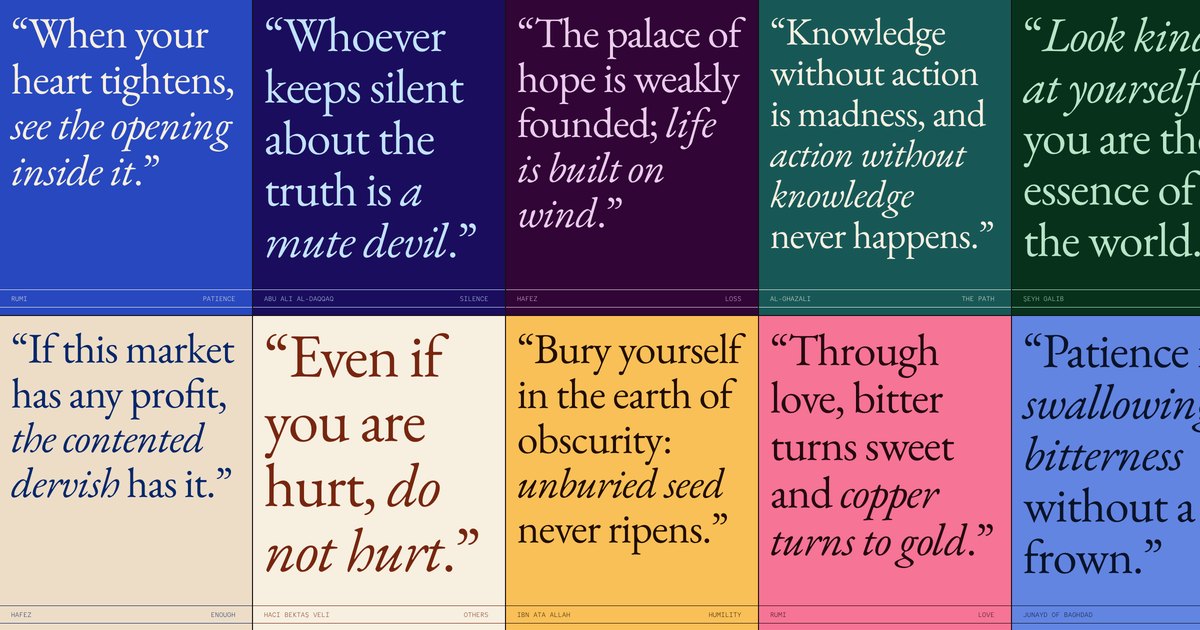 “When your
heart tightens,
see the opening
inside it.”
RUMI
PATIENCE
“Whoever
keeps silent
about the
truth is a
mute devil.”
ABU ALI AL-DAQQAQ
SILENCE
“The palace of
hope is weakly
founded; life
is built on
wind.”
HAFEZ
LOSS
“Knowledge
without action
is madness, and
action without
knowledge
never happens.”
AL-GHAZALI
THE PATH
“Look
at yourself
you are
essence of
the world.
ŞEYH GALIB
“If this market
has any profit,
the contented
dervish has it.”
HAFEZ
ENOUGH
“Even if
you are
hurt, do
not hurt.”
HACI BEKTAŞ VELI
OTHERS
“Bury yourself
in the earth of
obscurity:
unburied seed
never ripens.”
IBN ATA ALLAH
HUMILITY
“Through
love, bitter
turns sweet
and copper
turns to gold.”
RUMI
LOVE
“Patience
swallowing
bitterness
without a
frown.”
JUNAYD OF BAGHDAD